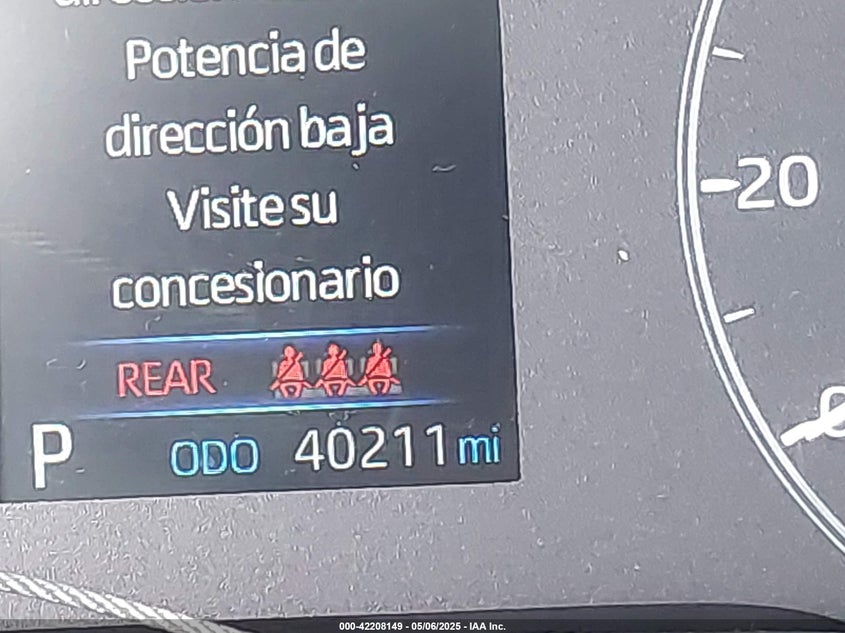 Potencia de
dirección baja
Visite su
concesionario
REAR
P ODO 40211 mi
20
0
000-42208149 - 05/06/2025 - IAA Inc.